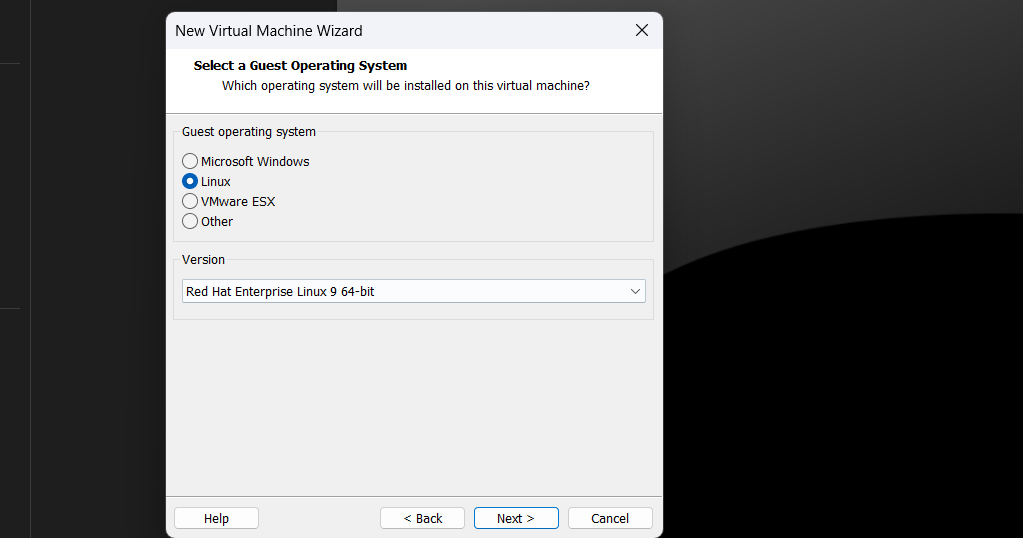 New Virtual Machine Wizard
Select a Guest Operating System
Which operating system will be installed on this virtual machine?
Guest operating system
Microsoft Windows
Linux
VMware ESX
Other
Version
Red Hat Enterprise Linux 9 64-bit
Help
< Back
Next >
Cancel